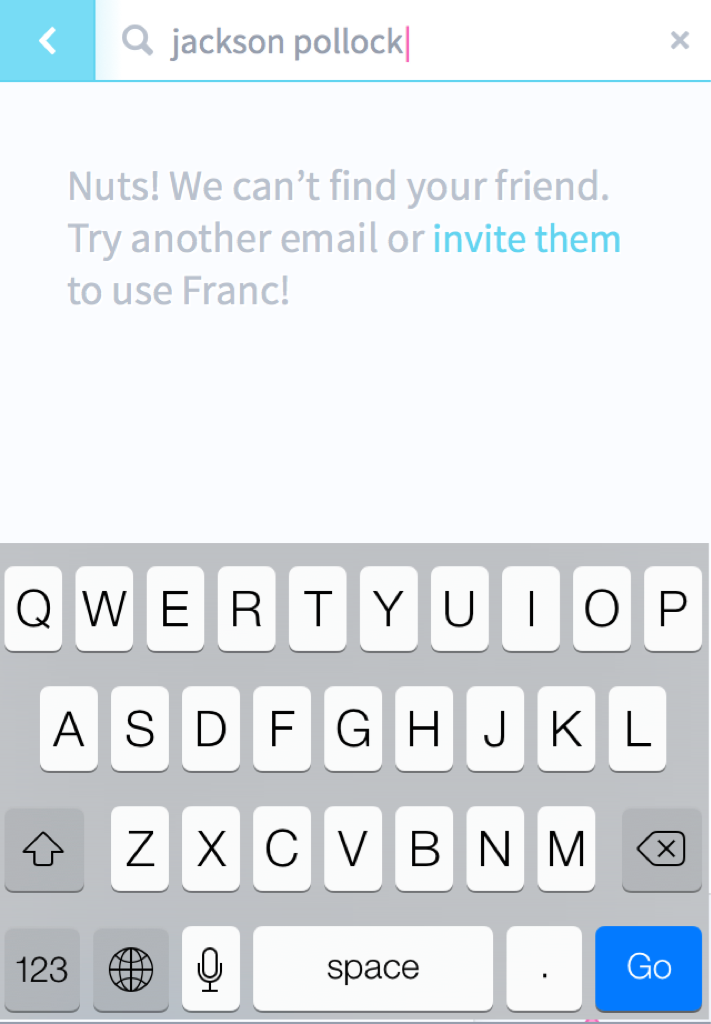 jackson pollock
Nuts! We can’t find your friend.
Try another email or invite them
to use Franc!
Q W E R T Y U I O P
A S D F G H J K L
Z X C V B N M
123 space . Go